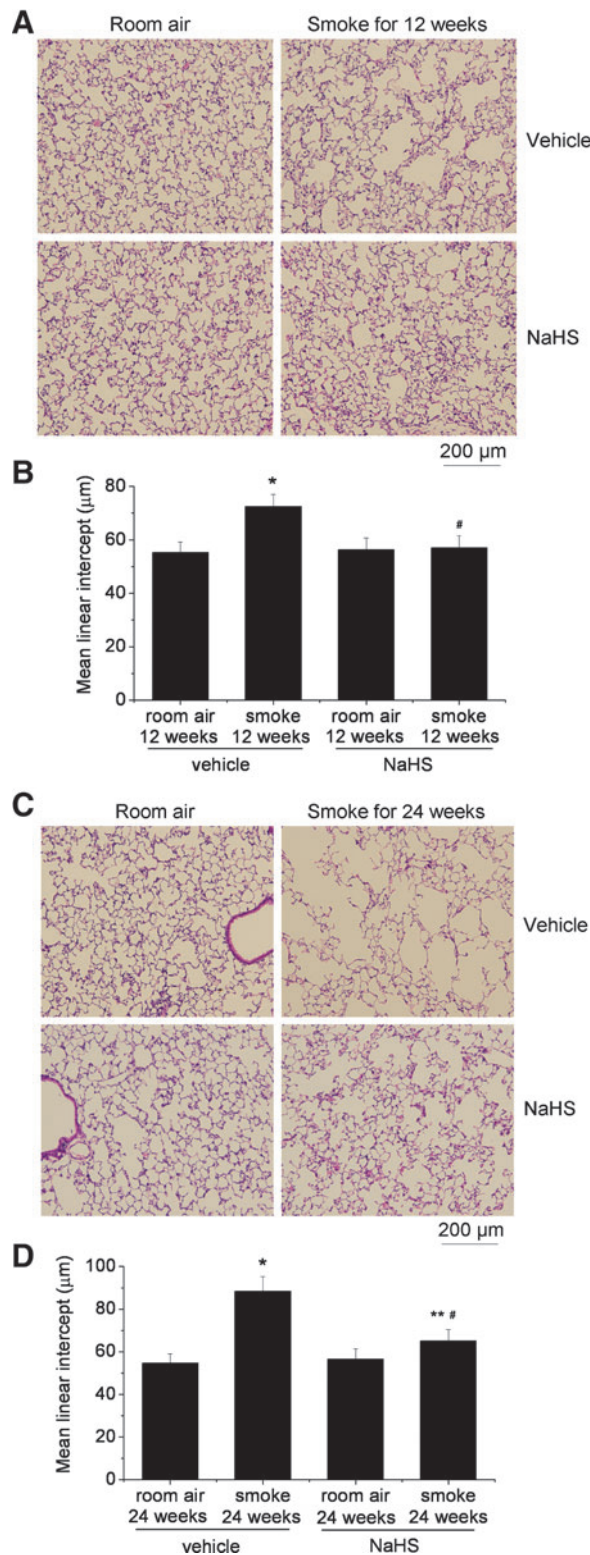 A
Room air Smoke for 12 weeks
Vehicle
NaHS
200 µm
B
Mean linear intercept (µm)
80
60
40
20
0
*
#
room air smoke room air smoke
12 weeks 12 weeks 12 weeks 12 weeks
vehicle NaHS
C
Room air Smoke for 24 weeks
Vehicle
NaHS
200 µm
D
Mean linear intercept (µm)
100
80
60
40
20
0
*
** #
room air smoke room air smoke
24 weeks 24 weeks 24 weeks 24 weeks
vehicle NaHS